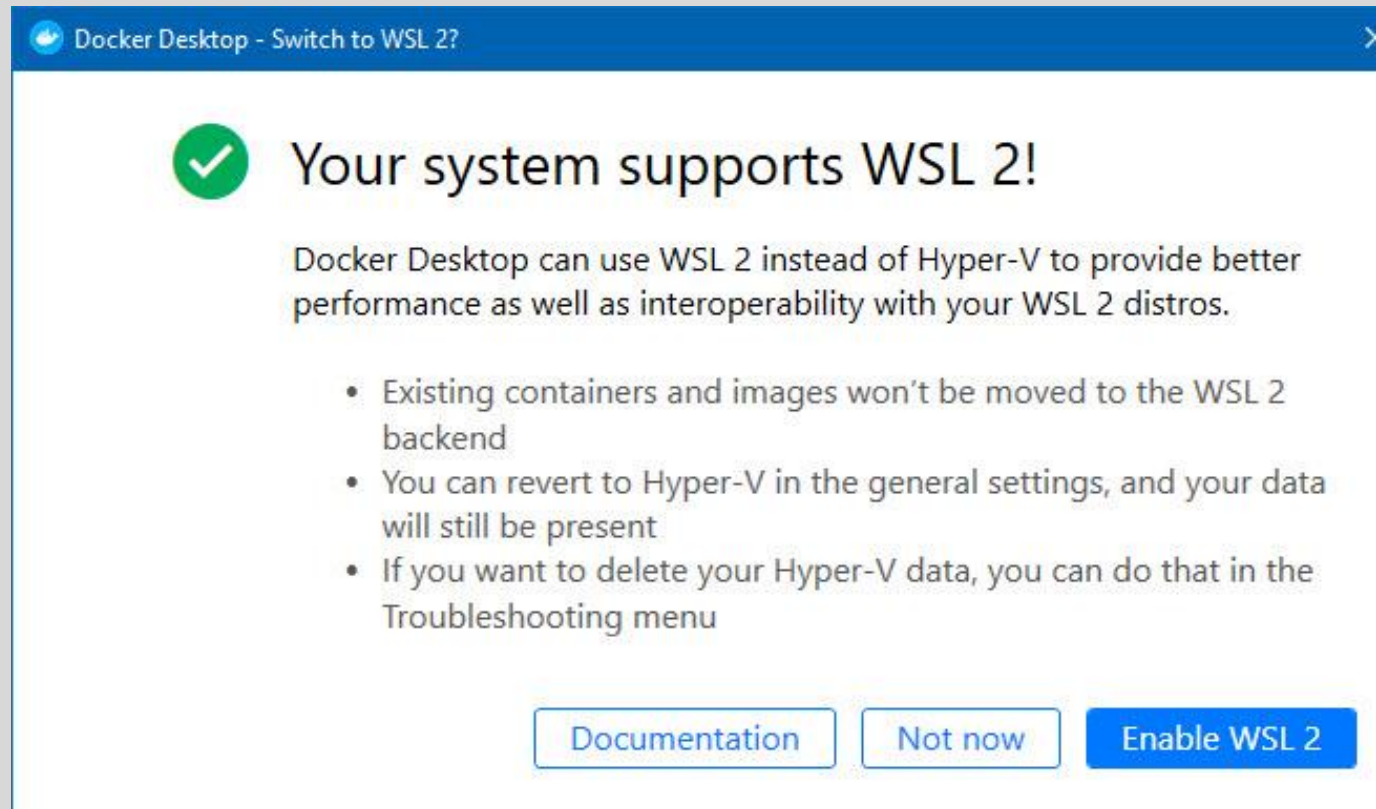 Docker Desktop - Switch to WSL 2?
Your system supports WSL 2!
Docker Desktop can use WSL 2 instead of Hyper-V to provide better
performance as well as interoperability with your WSL 2 distros.
• Existing containers and images won’t be moved to the WSL 2
backend
• You can revert to Hyper-V in the general settings, and your data
will still be present
• If you want to delete your Hyper-V data, you can do that in the
Troubleshooting menu
Documentation Not now Enable WSL 2